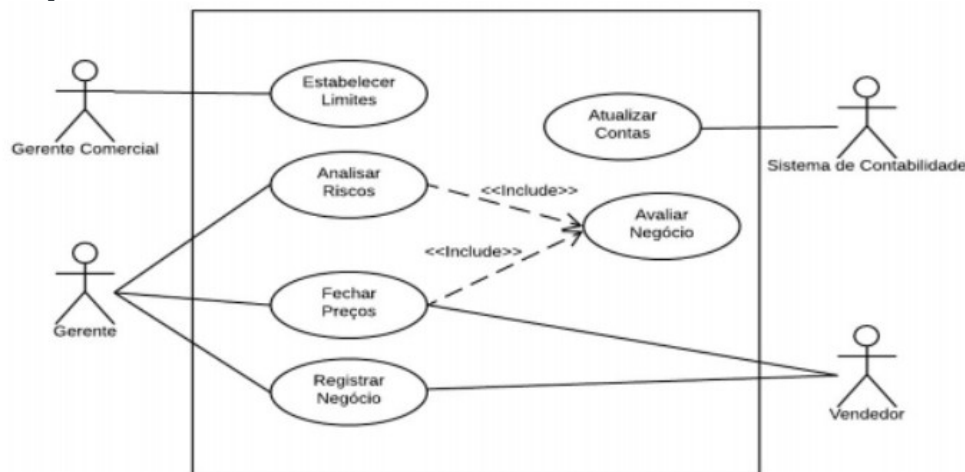 Estabelecer
Limites
Gerente Comercial
Atualizar
Contas
Sistema de Contabilidade
Analisar
Riscos
<<Include>>
Avaliar
Negócio
<<Include>>
Gerente
Fechar
Preços
Registrar
Negócio
Vendedor